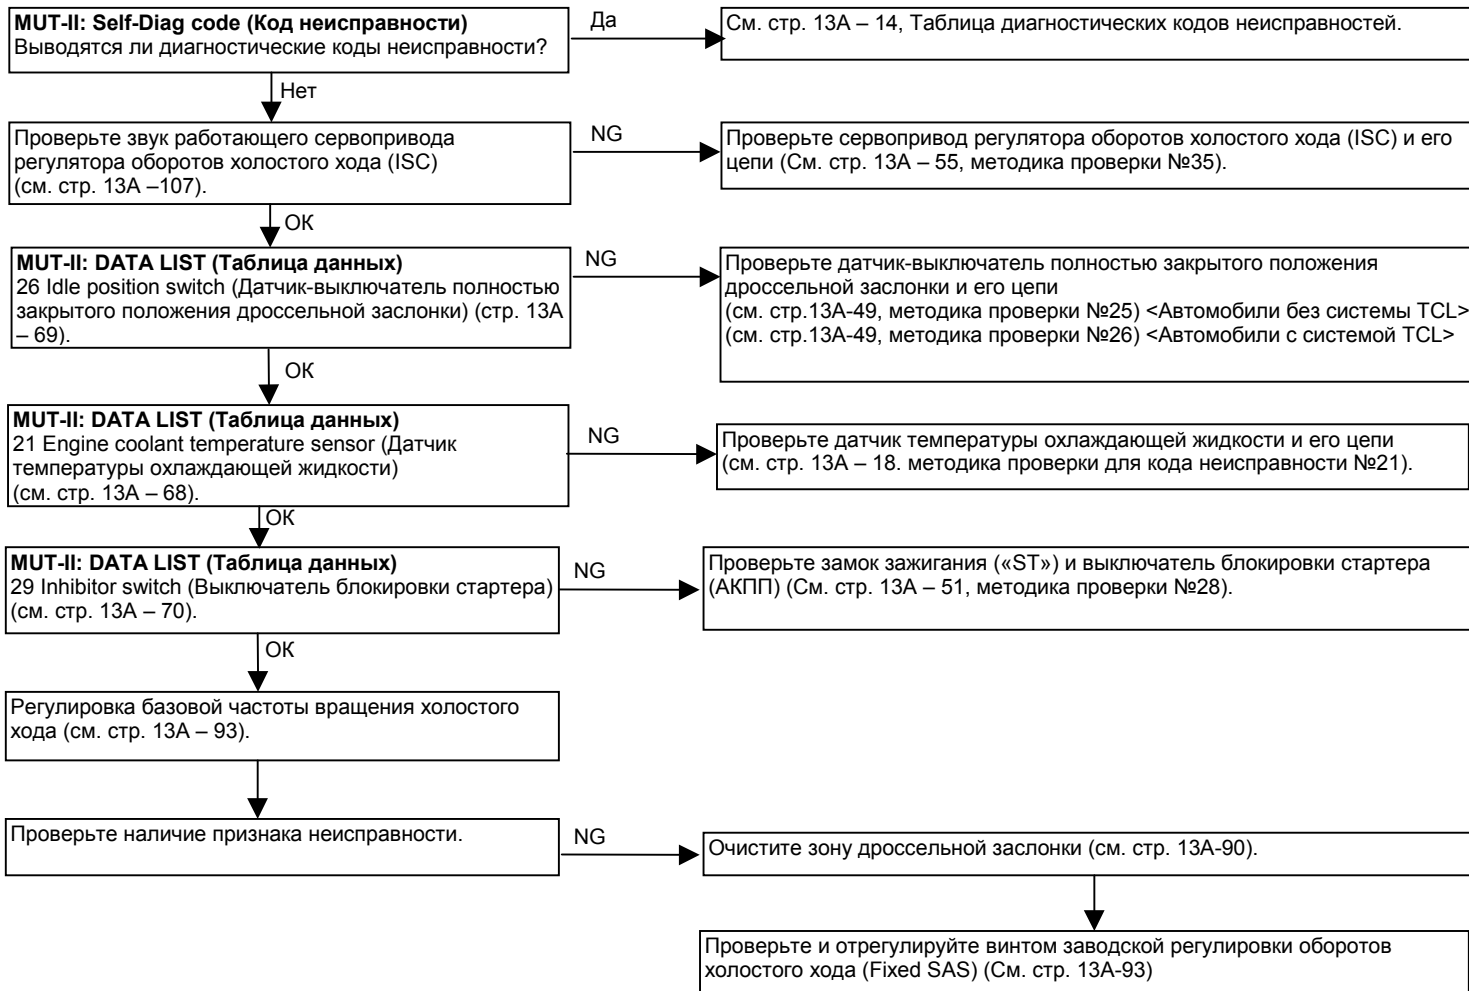 MUT-II: Self-Diag code (Код неисправности)
Выводятся ли диагностические коды неисправности?
Да
См. стр. 13А – 14, Таблица диагностических кодов неисправностей.
Нет
Проверьте звук работающего сервопривода
регулятора оборотов холостого хода (ISC)
(см. стр. 13А –107).
NG
Проверьте сервопривод регулятора оборотов холостого хода (ISC) и его
цепи (См. стр. 13А – 55, методика проверки №35).
ОК
MUT-II: DATA LIST (Таблица данных)
26 Idle position switch (Датчик-выключатель полностью
закрытого положения дроссельной заслонки) (стр. 13А
– 69).
NG
Проверьте датчик-выключатель полностью закрытого положения
дроссельной заслонки и его цепи
(см. стр.13А-49, методика проверки №25) <Автомобили без системы TCL>
(см. стр.13А-49, методика проверки №26) <Автомобили с системой TCL>
ОК
MUT-II: DATA LIST (Таблица данных)
21 Engine coolant temperature sensor (Датчик
температуры охлаждающей жидкости)
(см. стр. 13А – 68).
NG
Проверьте датчик температуры охлаждающей жидкости и его цепи
(см. стр. 13А – 18. методика проверки для кода неисправности №21).
ОК
MUT-II: DATA LIST (Таблица данных)
29 Inhibitor switch (Выключатель блокировки стартера)
(см. стр. 13А – 70).
NG
Проверьте замок зажигания («ST») и выключатель блокировки стартера
(АКПП) (См. стр. 13А – 51, методика проверки №28).
ОК
Регулировка базовой частоты вращения холостого
хода (см. стр. 13А – 93).
Проверьте наличие признака неисправности.
NG
Очистите зону дроссельной заслонки (см. стр. 13А-90).
Проверьте и отрегулируйте винтом заводской регулировки оборотов
холостого хода (Fixed SAS) (См. стр. 13А-93)